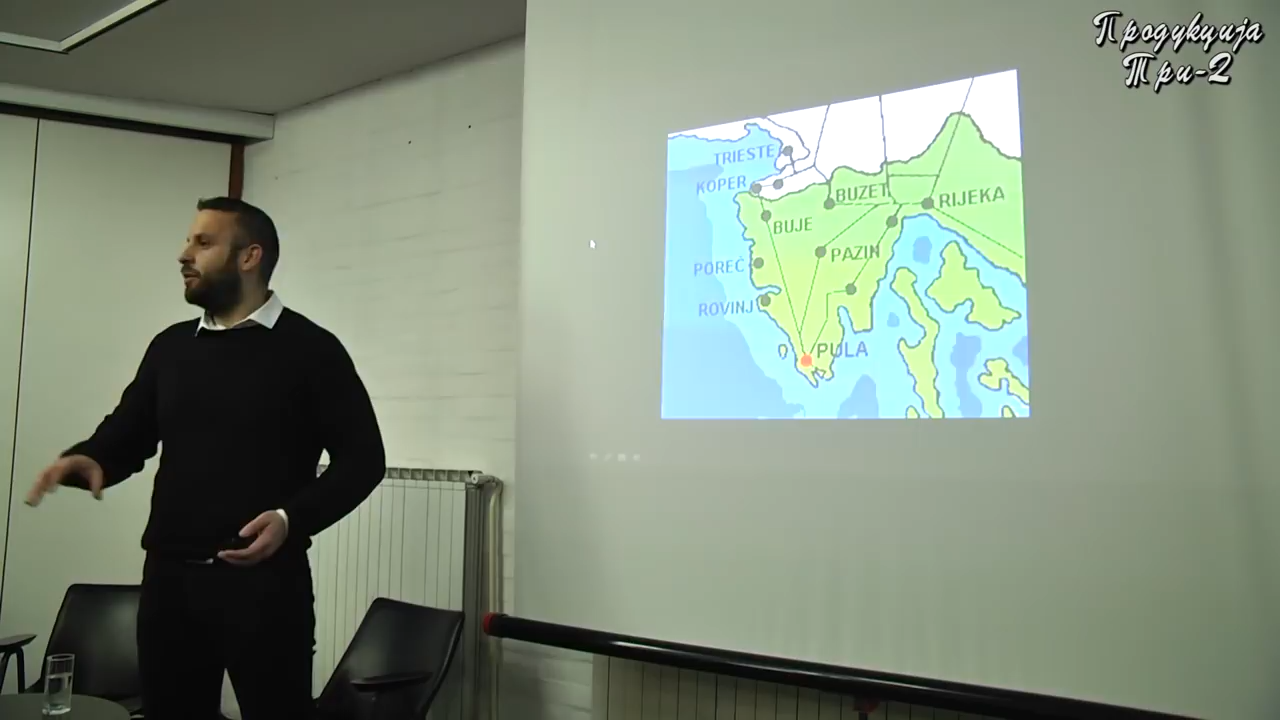 Продукција
Три-2
TRIESTE
KOPER
BUZET
RIJEKA
BUJE
PAZIN
POREČ
ROVINJ
PULA